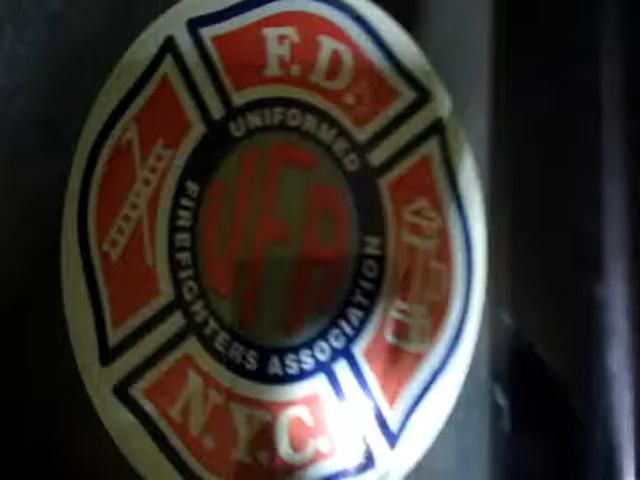 F.D.
UNIFORMED
FIREFIGHTERS ASSOCIATION
UFA
N.Y.C.